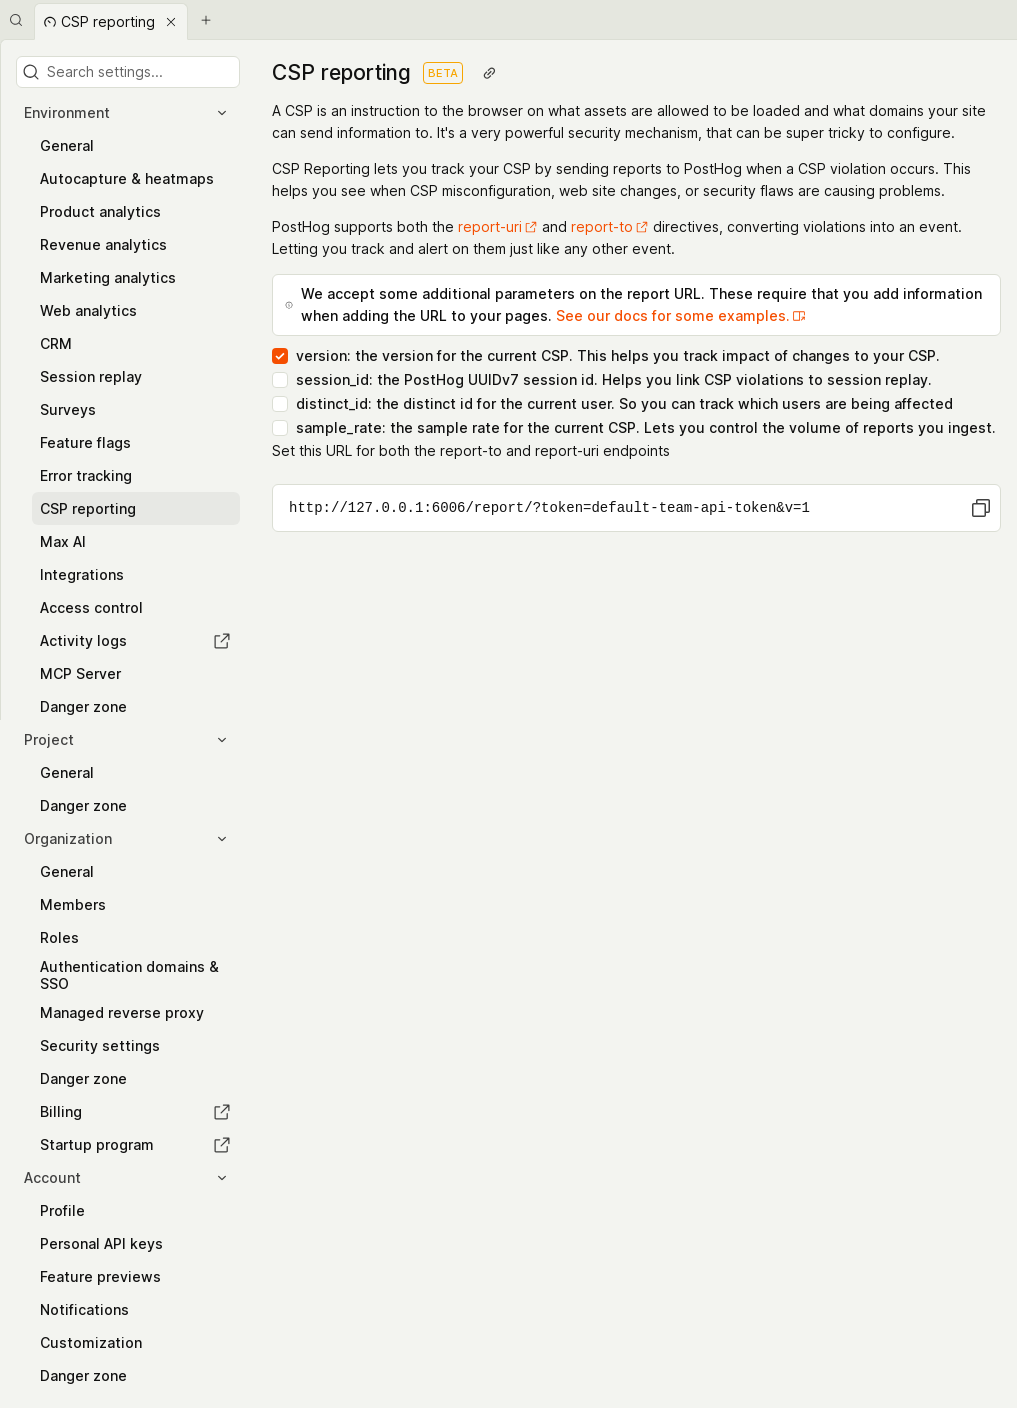 CSP reporting
Search settings...
Environment
General
Autocapture & heatmaps
Product analytics
Revenue analytics
Marketing analytics
Web analytics
CRM
Session replay
Surveys
Feature flags
Error tracking
CSP reporting
Max AI
Integrations
Access control
Activity logs
MCP Server
Danger zone
Project
General
Danger zone
Organization
General
Members
Roles
Authentication domains &
SSO
Managed reverse proxy
Security settings
Danger zone
Billing
Startup program
Account
Profile
Personal API keys
Feature previews
Notifications
Customization
Danger zone
CSP reporting BETA
A CSP is an instruction to the browser on what assets are allowed to be loaded and what domains your site
can send information to. It's a very powerful security mechanism, that can be super tricky to configure.
CSP Reporting lets you track your CSP by sending reports to PostHog when a CSP violation occurs. This
helps you see when CSP misconfiguration, web site changes, or security flaws are causing problems.
PostHog supports both the report-uri and report-to directives, converting violations into an event.
Letting you track and alert on them just like any other event.
We accept some additional parameters on the report URL. These require that you add information
when adding the URL to your pages. See our docs for some examples.
version: the version for the current CSP. This helps you track impact of changes to your CSP.
session_id: the PostHog UUIDv7 session id. Helps you link CSP violations to session replay.
distinct_id: the distinct id for the current user. So you can track which users are being affected
sample_rate: the sample rate for the current CSP. Lets you control the volume of reports you ingest.
Set this URL for both the report-to and report-uri endpoints
http://127.0.0.1:6006/report/?token=default-team-api-token&v=1